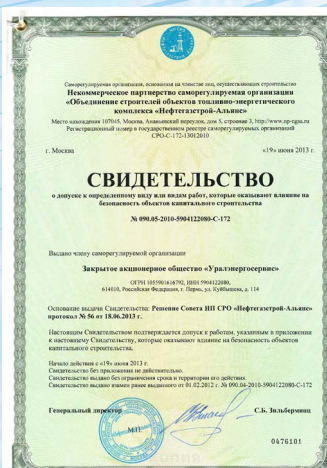 Саморегулируемая организация, основанная на членстве лиц, осуществляющих строительство
Некоммерческое партнерство саморегулируемая организация
«Объединение строителей объектов топливно-энергетического
комплекса «Нефтегазстрой-Альянс»
Место нахождения 107045, Москва, Ананьевский переулок, дом 5, строение 3, http://www.np-ngsa.ru
Регистрационный номер в государственном реестре саморегулируемых организаций
СРО-С-172-13012010
г. Москва «19» июня 2013 г.
СВИДЕТЕЛЬСТВО
о допуске к определенному виду или видам работ, которые оказывают влияние на
безопасность объектов капитального строительства
№ 090.05-2010-5904122080-С-172
Выдано члену саморегулируемой организации
Закрытое акционерное общество «Уралэнергосервис»
ОГРН 1055901616792, ИНН 5904122080,
614010, Российская Федерация, г. Пермь, ул. Куйбышева, д. 114
Основание выдачи Свидетельства: Решение Совета НП СРО «Нефтегазстрой-Альянс»
протокол № 56 от 18.06.2013 г.
Настоящим Свидетельством подтверждается допуск к работам, указанным в приложении
к настоящему Свидетельству, которые оказывают влияние на безопасность объектов
капитального строительства.
Начало действия с «19» июня 2013 г.
Свидетельство без приложения не действительно.
Свидетельство выдано без ограничения срока и территории его действия.
Свидетельство выдано взамен ранее выданного от 01.02.2012 г. № 090.04-2010-5904122080-С-172
Генеральный директор С.Б. Зильберминц
М.П.
0476101